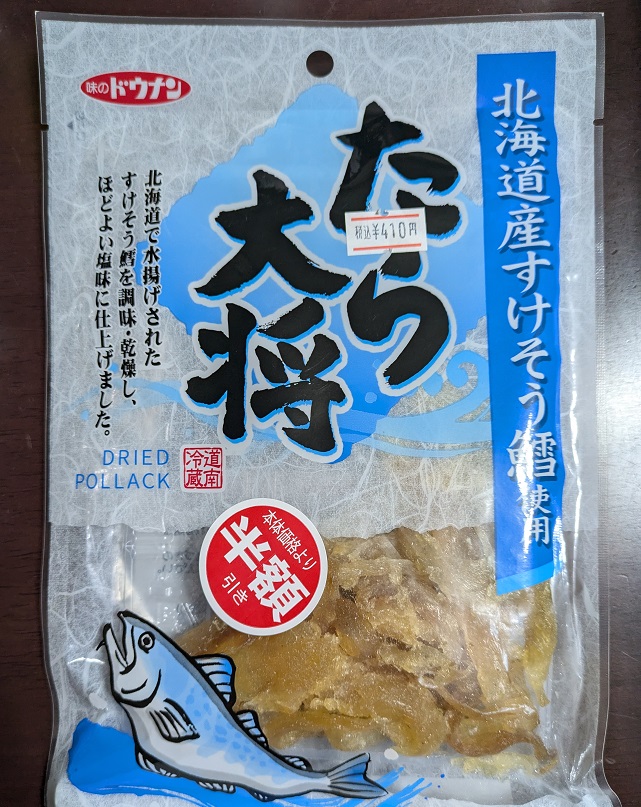 味のドウナン
北海道産すけそう鱈使用
たら
大将
税込¥410円
北海道で水揚げされた
すけそう鱈を調味・乾燥し、
ほどよい塩味に仕上げました。
DRIED
POLLACK
道南
冷蔵
本体価格より
半額
引き